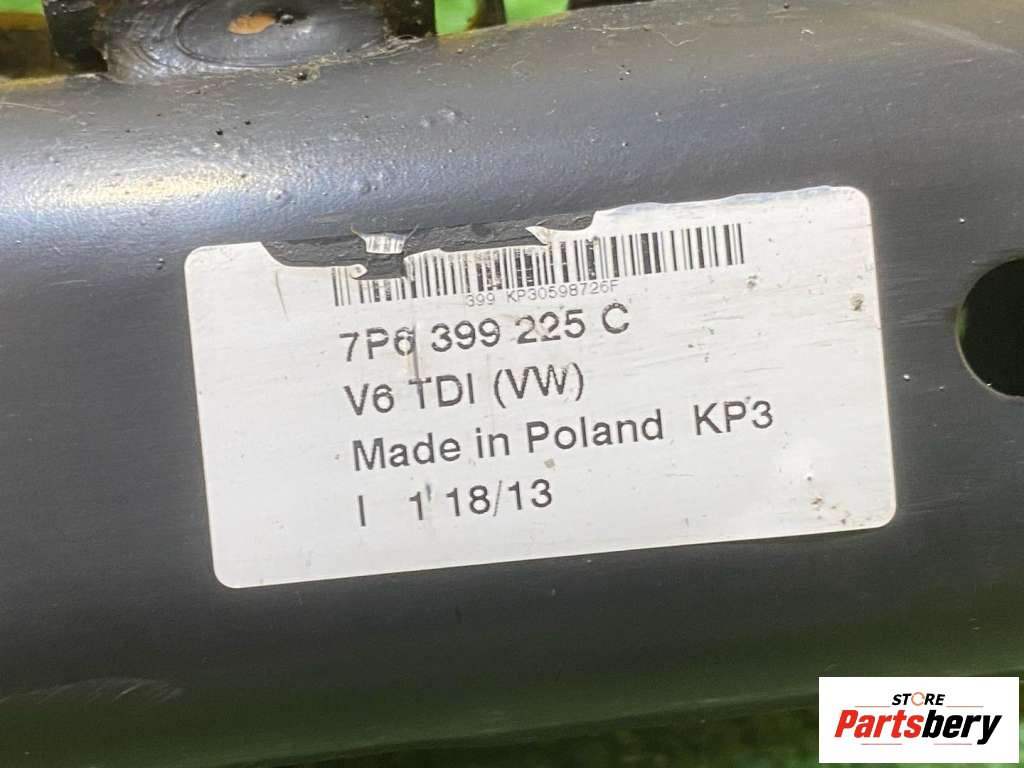 399 KP30598726F
7P6 399 225 C
V6 TDI (VW)
Made in Poland KP3
I 1 18/13
STORE
Partsbery